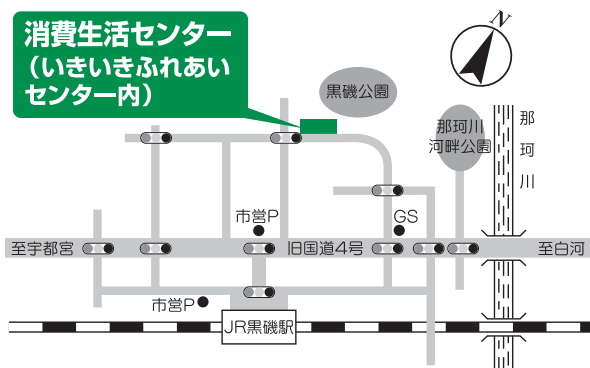 消費生活センター
（いきいきふれあい
センター内）
N
黒磯公園
那珂川
河畔公園
那珂川
市営P
GS
至宇都宮
旧国道4号
至白河
市営P
JR黒磯駅